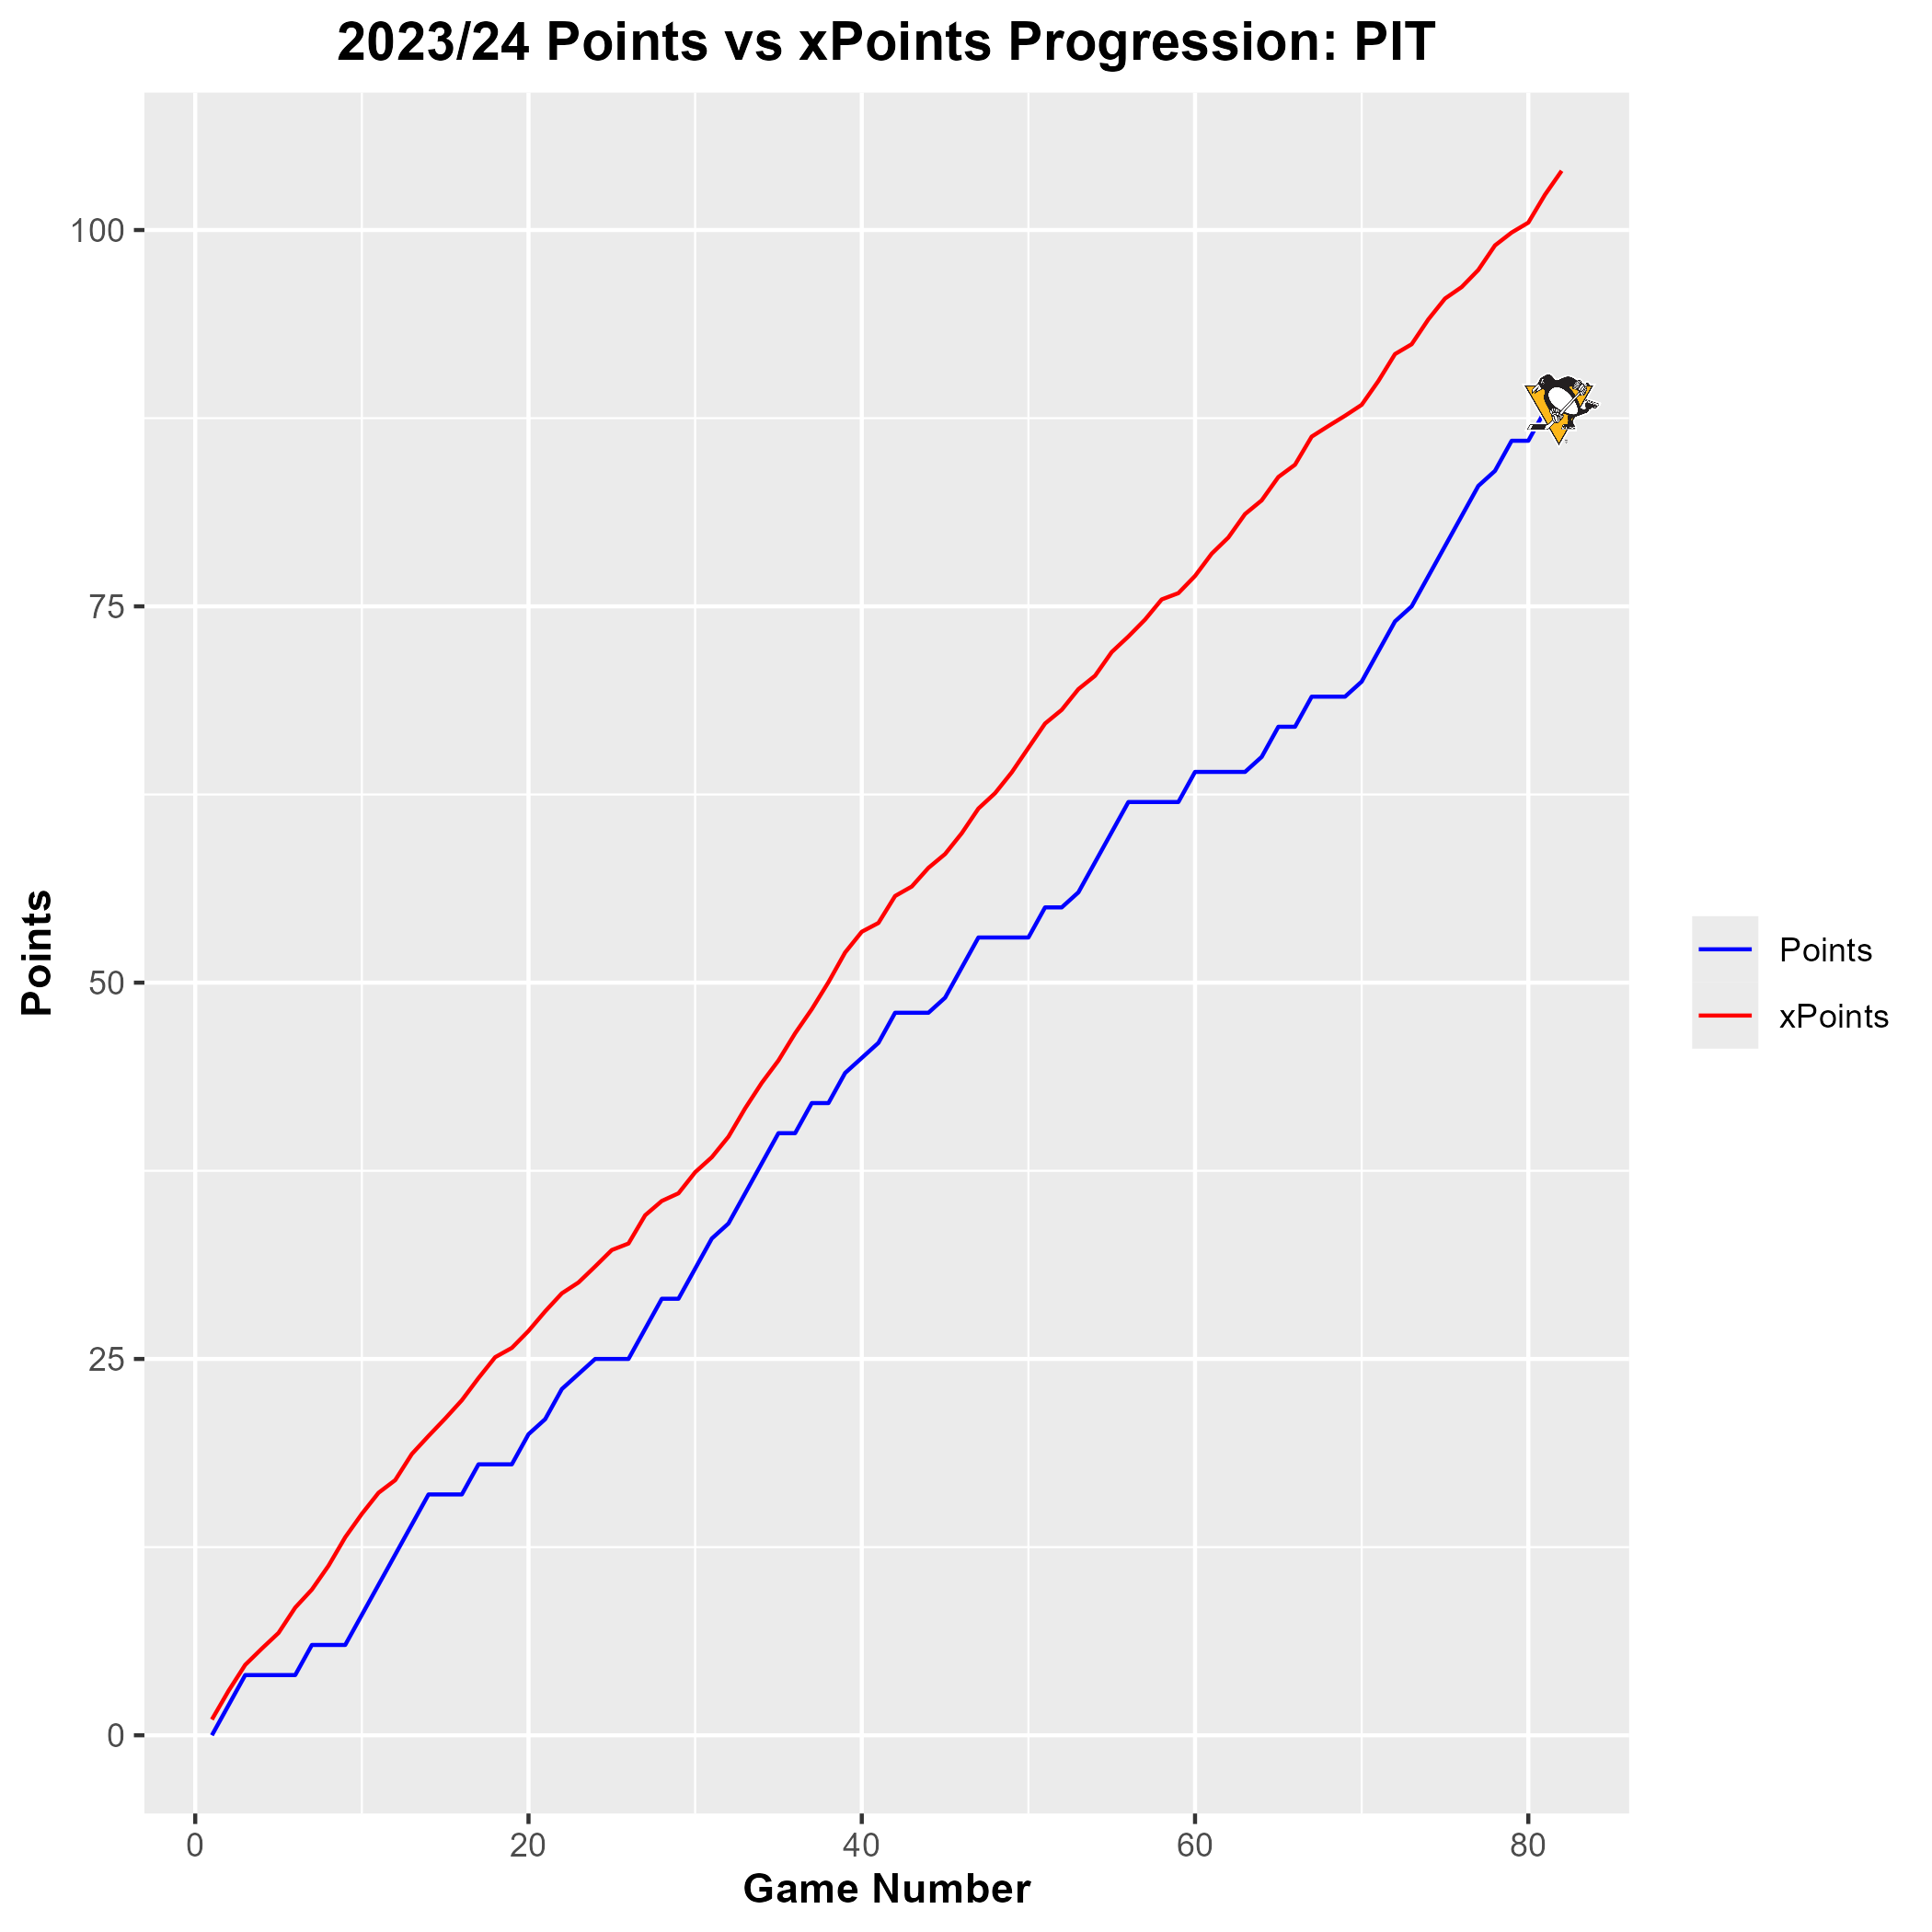 2023/24 Points vs xPoints Progression: PIT
Points
100
75
50
25
0
0 20 40 60 80
Game Number
Points
xPoints